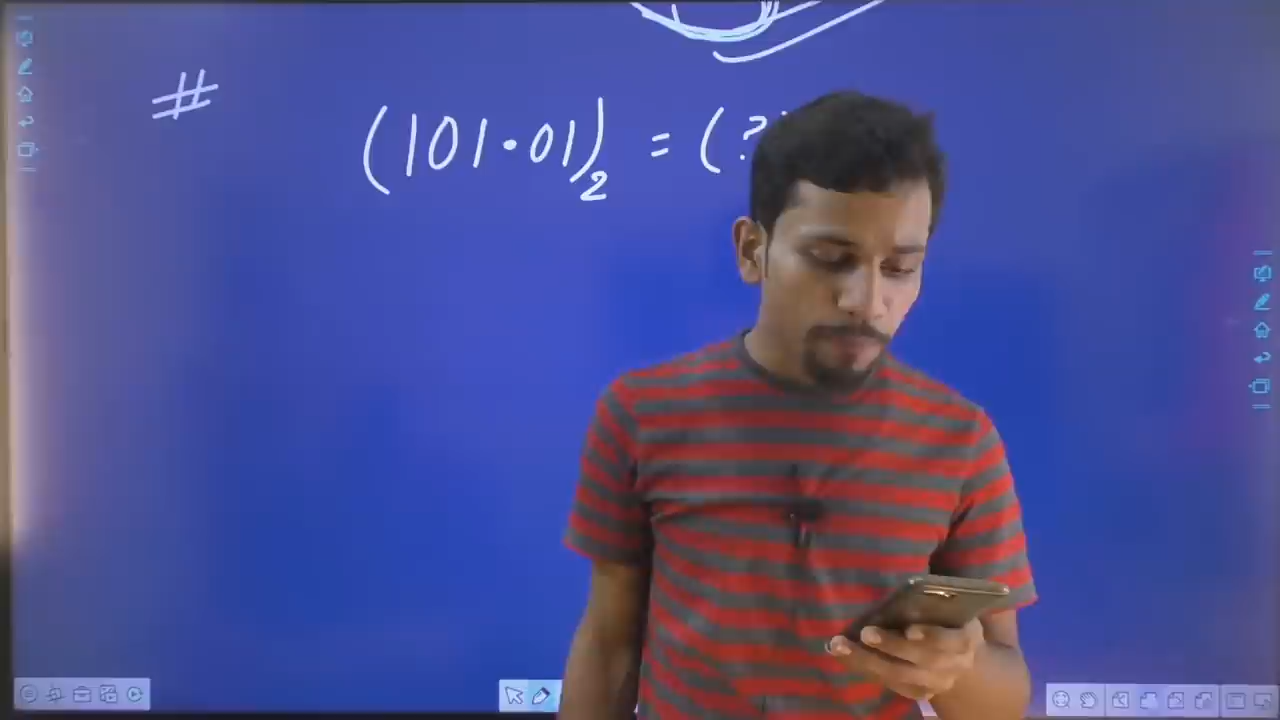 #
(101.01)₂ = (?